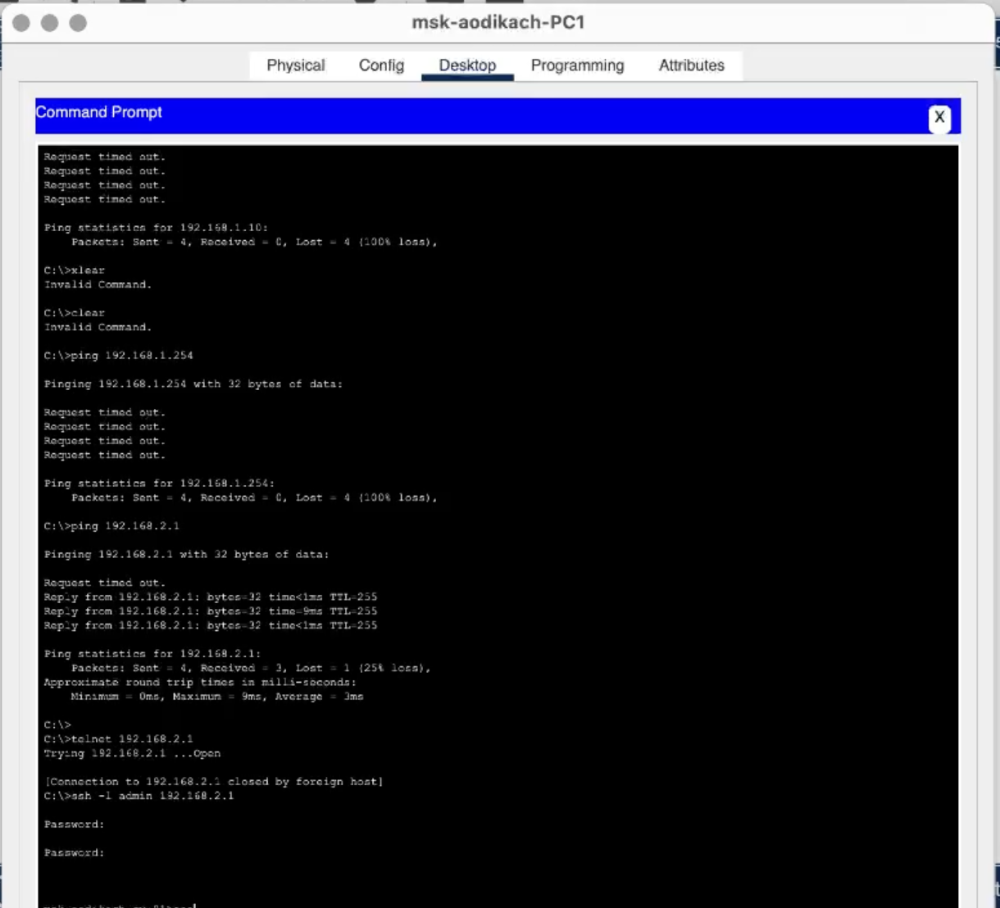 msk-aodikach-PC1
Physical Config Desktop Programming Attributes
Command Prompt
X
Request timed out.
Request timed out.
Request timed out.
Request timed out.
Ping statistics for 192.168.1.10:
Packets: Sent = 4, Received = 0, Lost = 4 (100% loss),
C:\>xlear
Invalid Command.
C:\>clear
Invalid Command.
C:\>ping 192.168.1.254
Pinging 192.168.1.254 with 32 bytes of data:
Request timed out.
Request timed out.
Request timed out.
Request timed out.
Ping statistics for 192.168.1.254:
Packets: Sent = 4, Received = 0, Lost = 4 (100% loss),
C:\>ping 192.168.2.1
Pinging 192.168.2.1 with 32 bytes of data:
Request timed out.
Reply from 192.168.2.1: bytes=32 time<1ms TTL=255
Reply from 192.168.2.1: bytes=32 time=9ms TTL=255
Reply from 192.168.2.1: bytes=32 time<1ms TTL=255
Ping statistics for 192.168.2.1:
Packets: Sent = 4, Received = 3, Lost = 1 (25% loss),
Approximate round trip times in milli-seconds:
Minimum = 0ms, Maximum = 9ms, Average = 3ms
C:\>
C:\>telnet 192.168.2.1
Trying 192.168.2.1 ...Open
[Connection to 192.168.2.1 closed by foreign host]
C:\>ssh -l admin 192.168.2.1
Password:
Password: